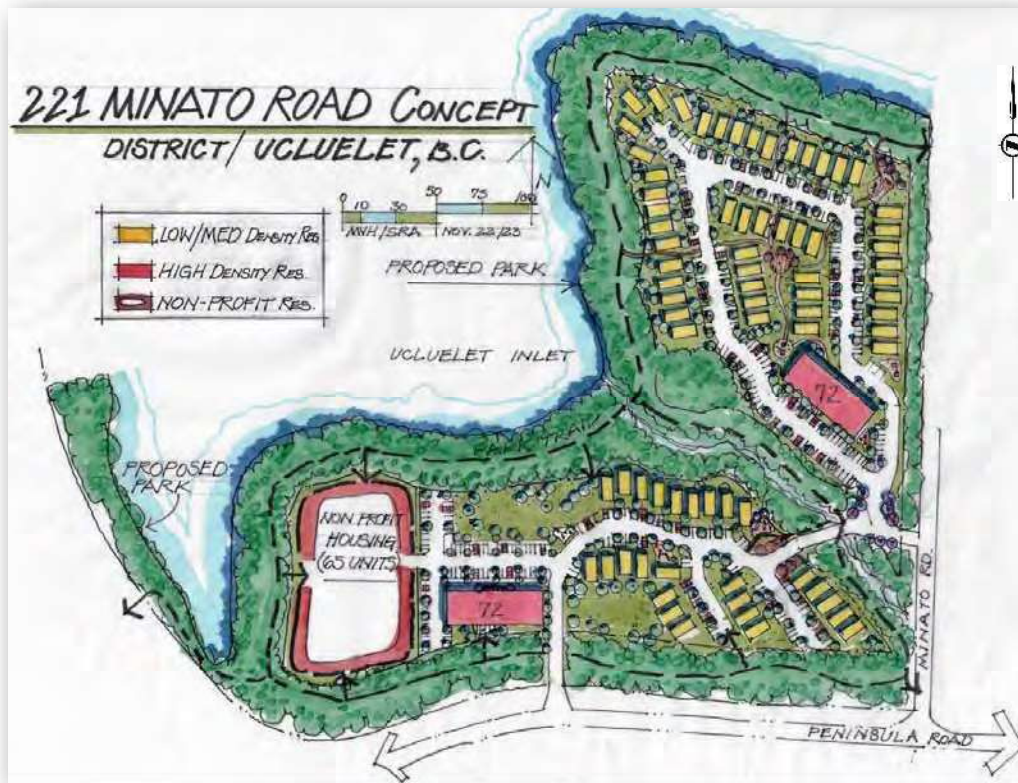 221 MINATO ROAD CONCEPT
DISTRICT/ UCLUELET, B.C.
0 10 30 50 75 100
MVH/SRA NOV. 22/23
N
LOW/MED DENSITY RES.
HIGH DENSITY RES.
NON-PROFIT RES.
PROPOSED PARK
UCLUELET INLET
72
PARK TRAIL
PROPOSED
PARK
NON PROFIT
HOUSING
(65 UNITS)
72
MINATO RD.
PENINSULA ROAD